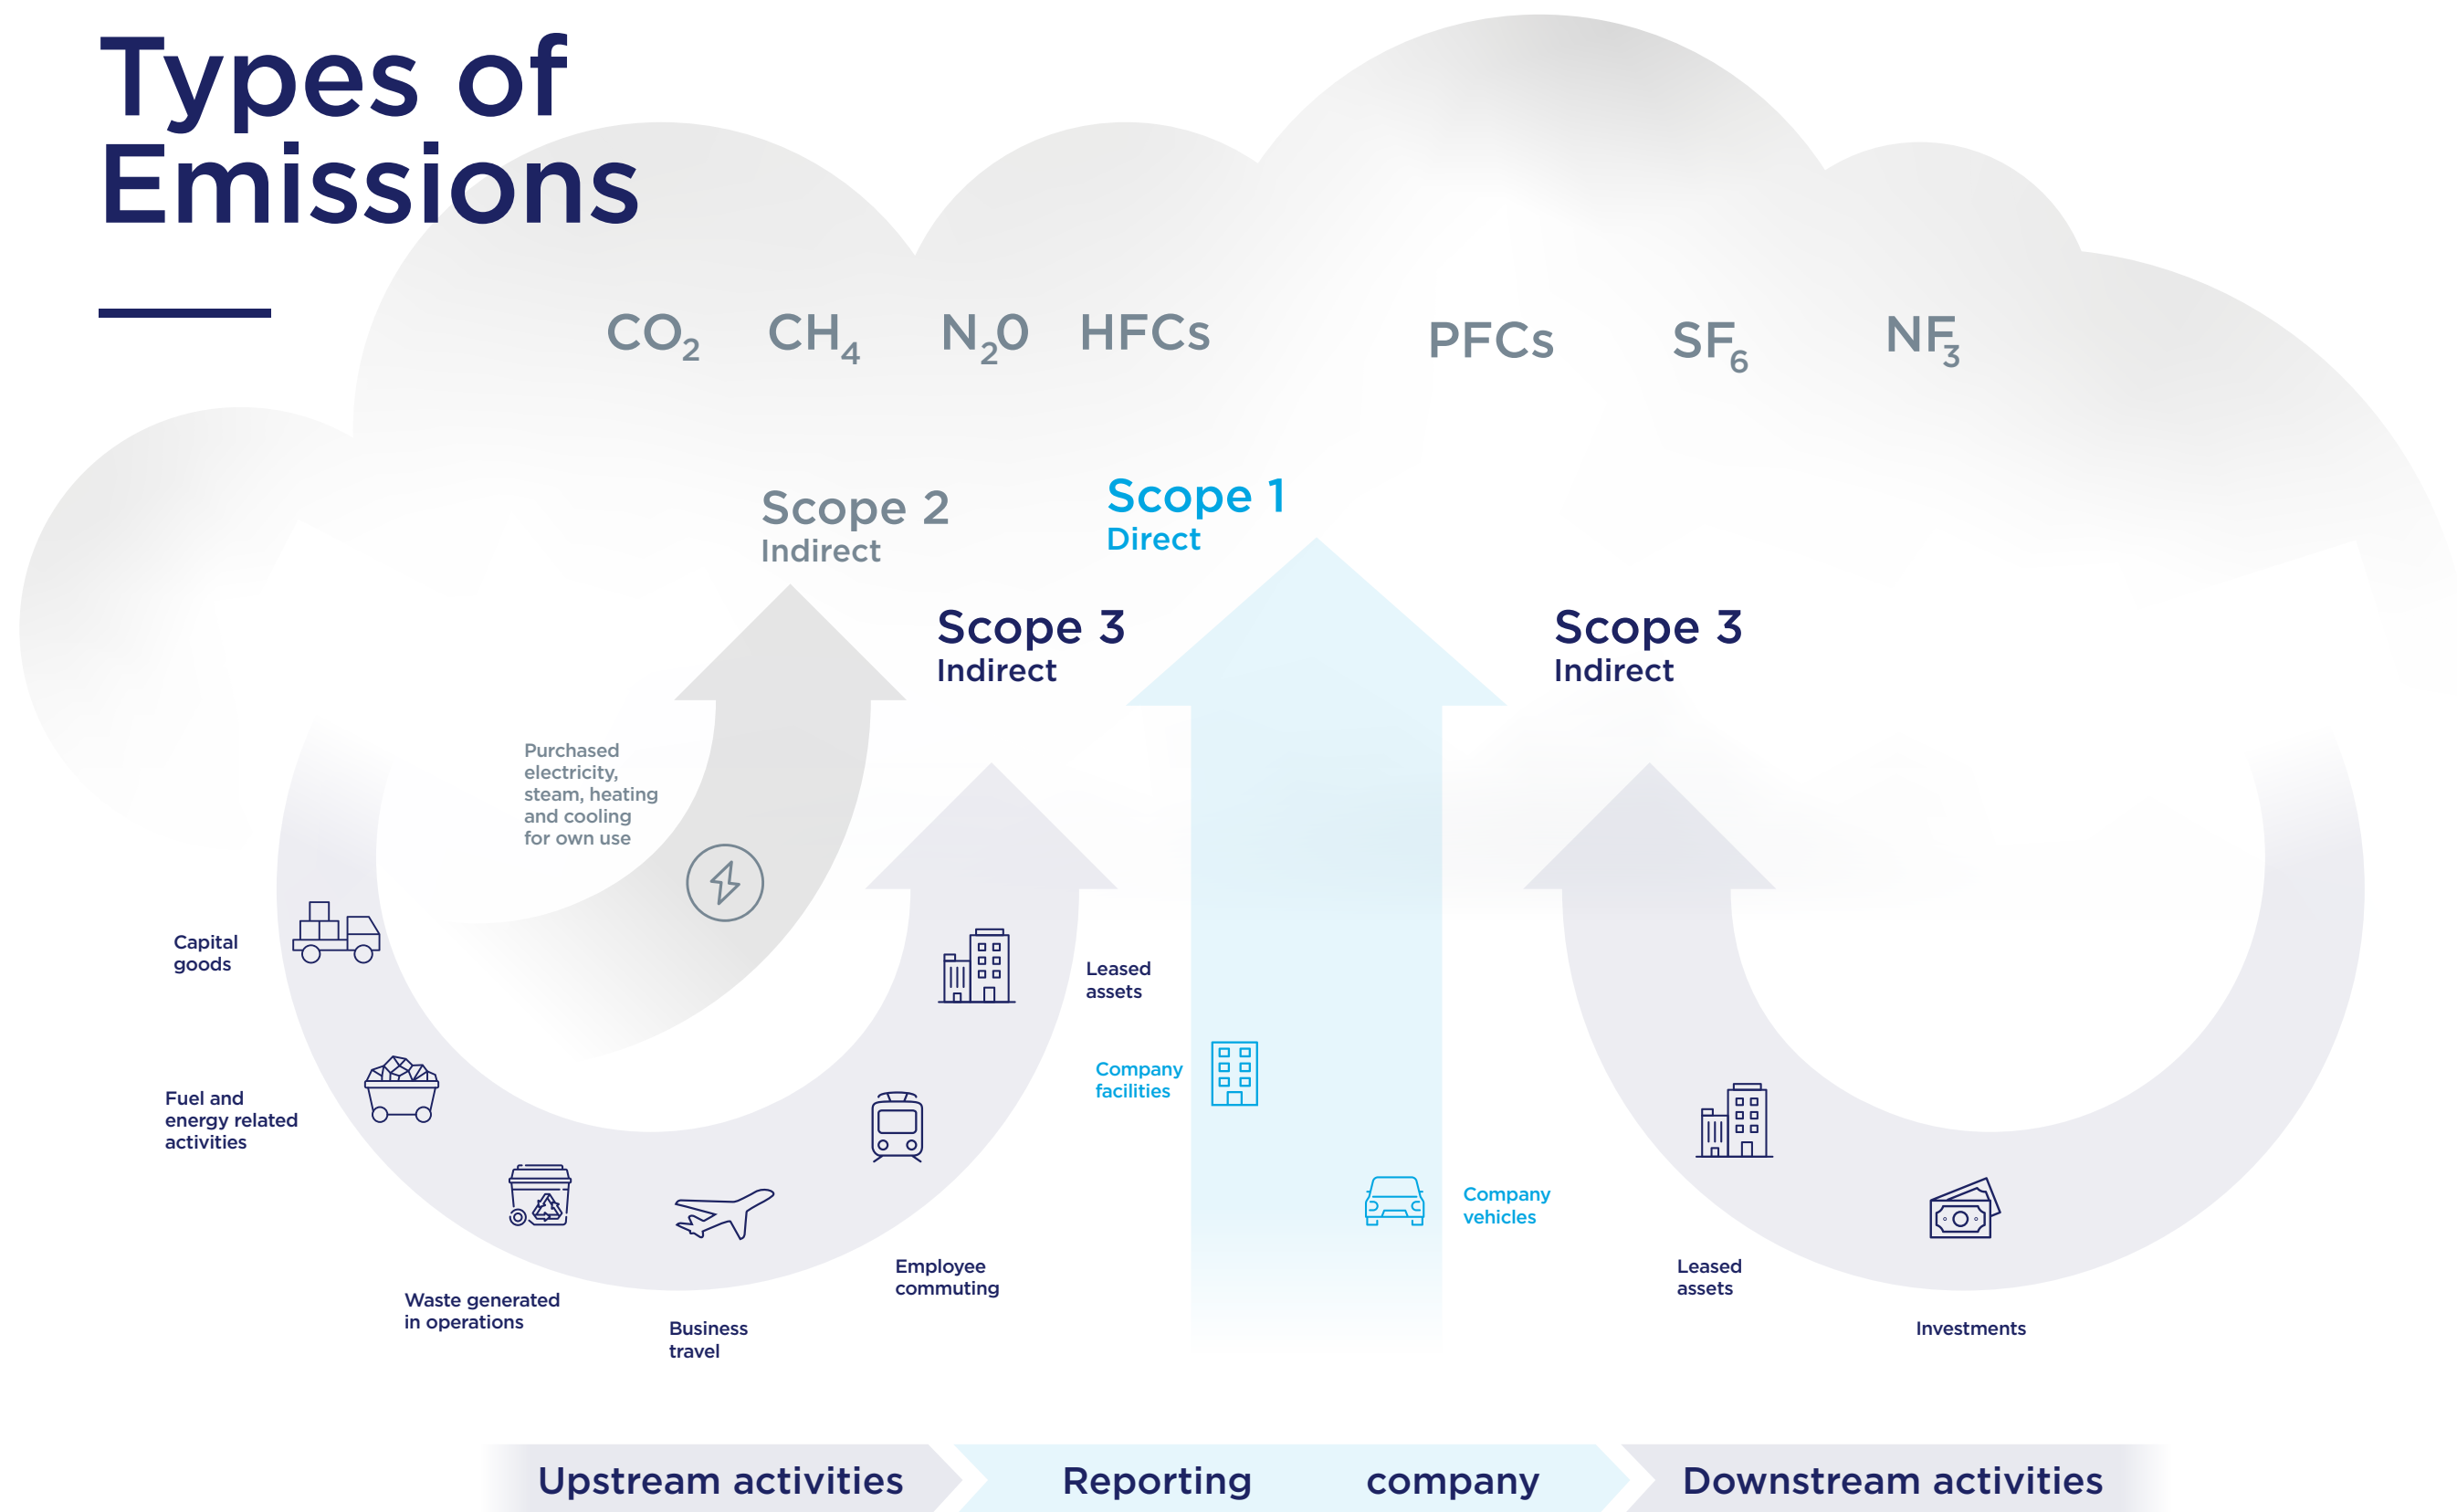 Types of
Emissions
CO2 CH4 N20 HFCs PFCs SF6 NF3
Scope 2
Indirect
Scope 1
Direct
Scope 3
Indirect
Scope 3
Indirect
Purchased
electricity,
steam, heating
and cooling
for own use
Capital
goods
Fuel and
energy related
activities
Waste generated
in operations
Business
travel
Employee
commuting
Leased
assets
Company
facilities
Company
vehicles
Leased
assets
Investments
Upstream activities
Reporting company
Downstream activities